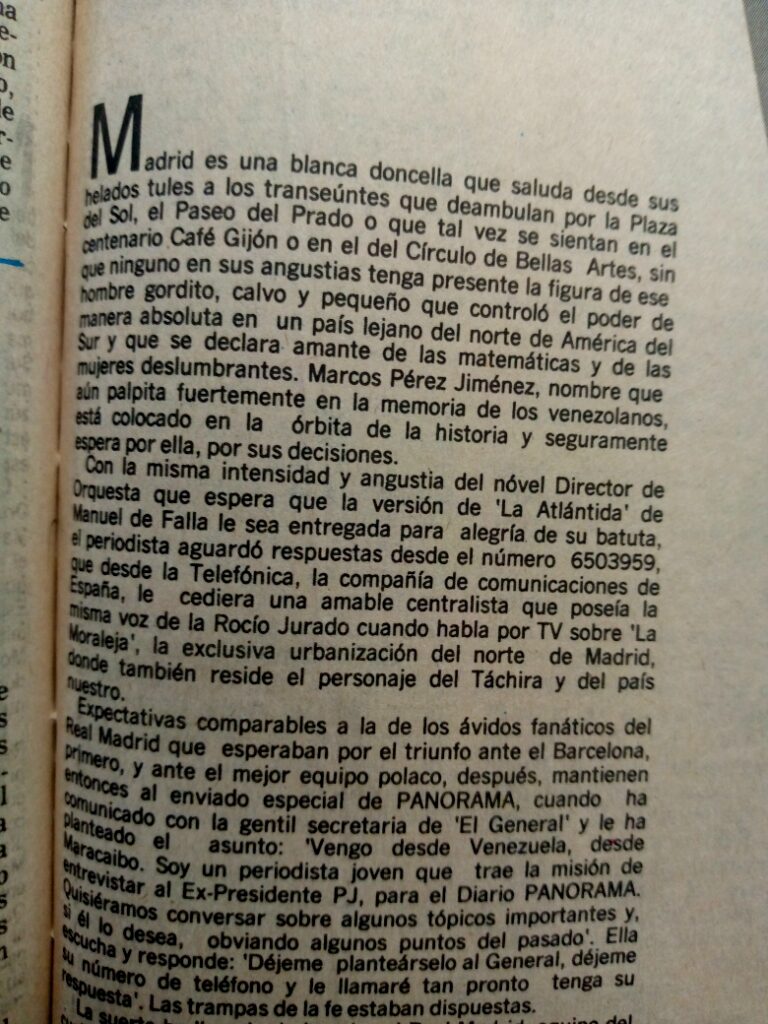 Madrid es una blanca doncella que saluda desde sus
helados tules a los transeúntes que deambulan por la Plaza
del Sol, el Paseo del Prado o que tal vez se sientan en el
centenario Café Gijón o en el del Círculo de Bellas Artes, sin
que ninguno en sus angustias tenga presente la figura de ese
hombre gordito, calvo y pequeño que controló el poder de
manera absoluta en un país lejano del norte de América del
Sur y que se declara amante de las matemáticas y de las
mujeres deslumbrantes. Marcos Pérez Jiménez, nombre que
aún palpita fuertemente en la memoria de los venezolanos,
está colocado en la órbita de la historia y seguramente
espera por ella, por sus decisiones.
Con la misma intensidad y angustia del nóvel Director de
Orquesta que espera que la versión de 'La Atlántida' de
Manuel de Falla le sea entregada para alegría de su batuta,
el periodista aguardó respuestas desde el número 6503959,
que desde la Telefónica, la compañía de comunicaciones de
España, le cediera una amable centralista que poseía la
misma voz de la Rocío Jurado cuando habla por TV sobre 'La
Moraleja', la exclusiva urbanización del norte de Madrid,
donde también reside el personaje del Táchira y del país
nuestro.
Expectativas comparables a la de los ávidos fanáticos del
Real Madrid que esperaban por el triunfo ante el Barcelona,
primero, y ante el mejor equipo polaco, después, mantienen
entonces al enviado especial de PANORAMA, cuando ha
comunicado con la gentil secretaria de 'El General' y le ha
planteado el asunto: 'Vengo desde Venezuela, desde
Maracaibo. Soy un periodista joven que trae la misión de
entrevistar al Ex-Presidente PJ, para el Diario PANORAMA.
Quisiéramos conversar sobre algunos tópicos importantes y,
si él lo desea, obviando algunos puntos del pasado'. Ella
escucha y responde: 'Déjeme planteárselo al General, déjeme
su número de teléfono y le llamaré tan pronto tenga su
respuesta'. Las trampas de la fe estaban dispuestas.